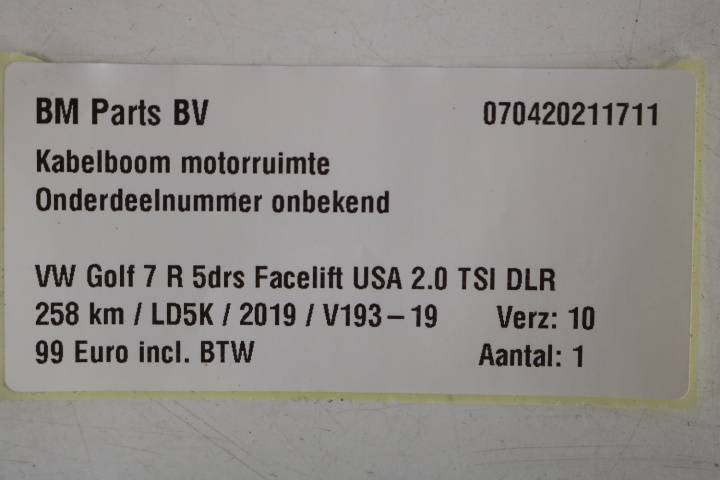 BM Parts BV 070420211711
Kabelboom motorruimte
Onderdeelnummer onbekend
VW Golf 7 R 5drs Facelift USA 2.0 TSI DLR
258 km / LD5K / 2019 / V193-19 Verz: 10
99 Euro incl. BTW Aantal: 1